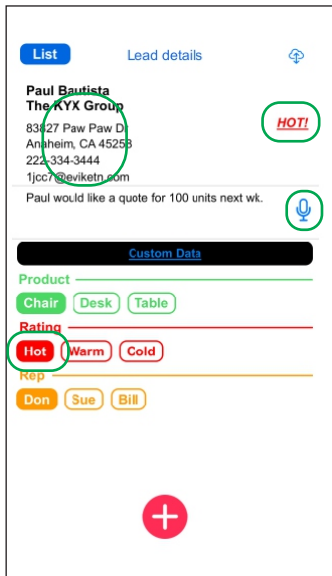 List
Lead details
Paul Bautista
The KYX Group
HOT!
83827 Paw Paw D
Anaheim, CA 45258
222-334-3444
1jcc7@eviketn.com
Paul would like a quote for 100 units next wk.
Custom Data
Product
Chair Desk Table
Rating
Hot Warm Cold
Rep
Don Sue Bill